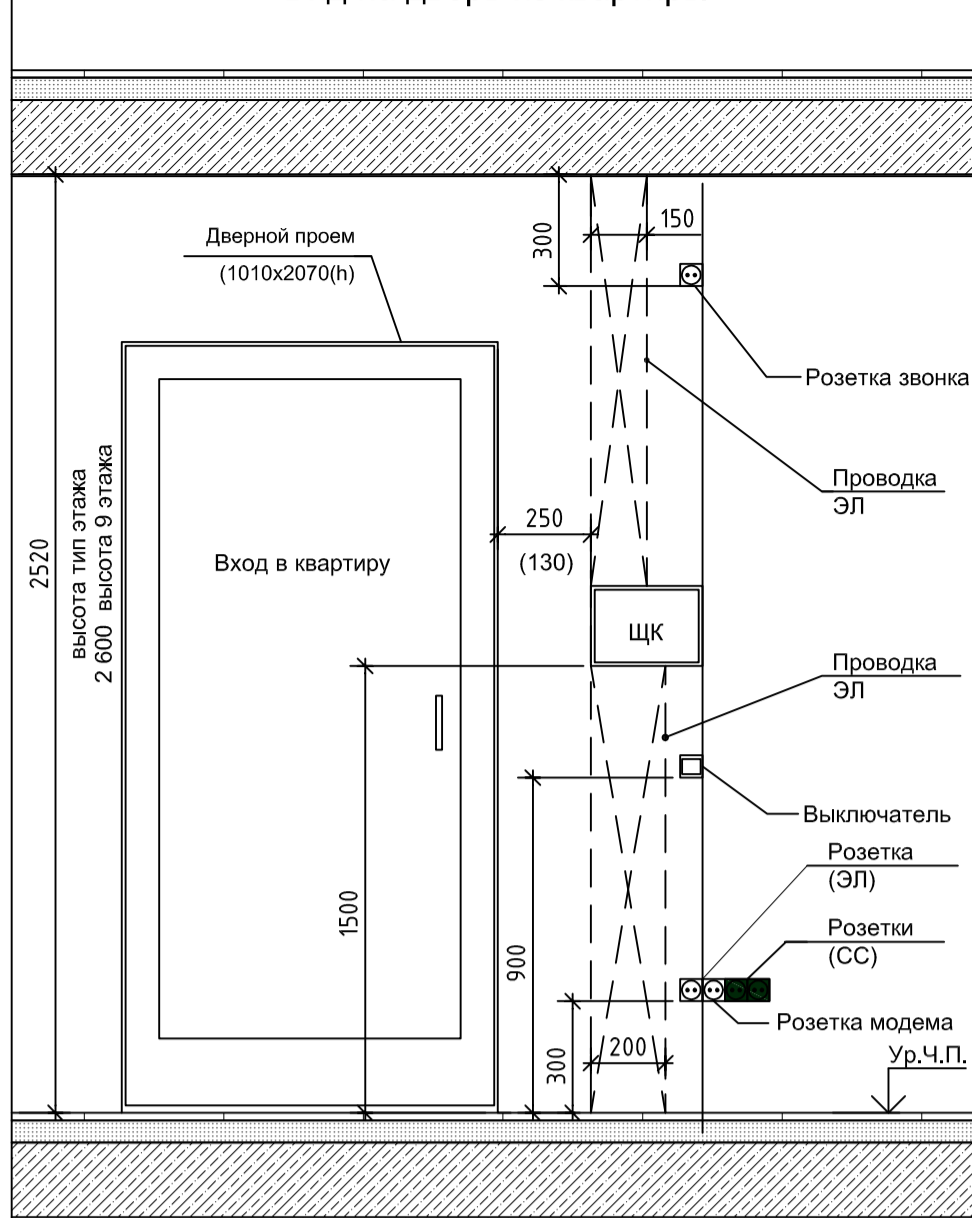 300
150
Дверной проем
(1010х2070(h)
Розетка звонка
Проводка
ЭЛ
250
(130)
2520
высота тип этажа
2 600 высота 9 этажа
Вход в квартиру
ЩК
Проводка
ЭЛ
Выключатель
1500
900
Розетка
(ЭЛ)
Розетки
(СС)
Розетка модема
300
200
Ур.Ч.П.